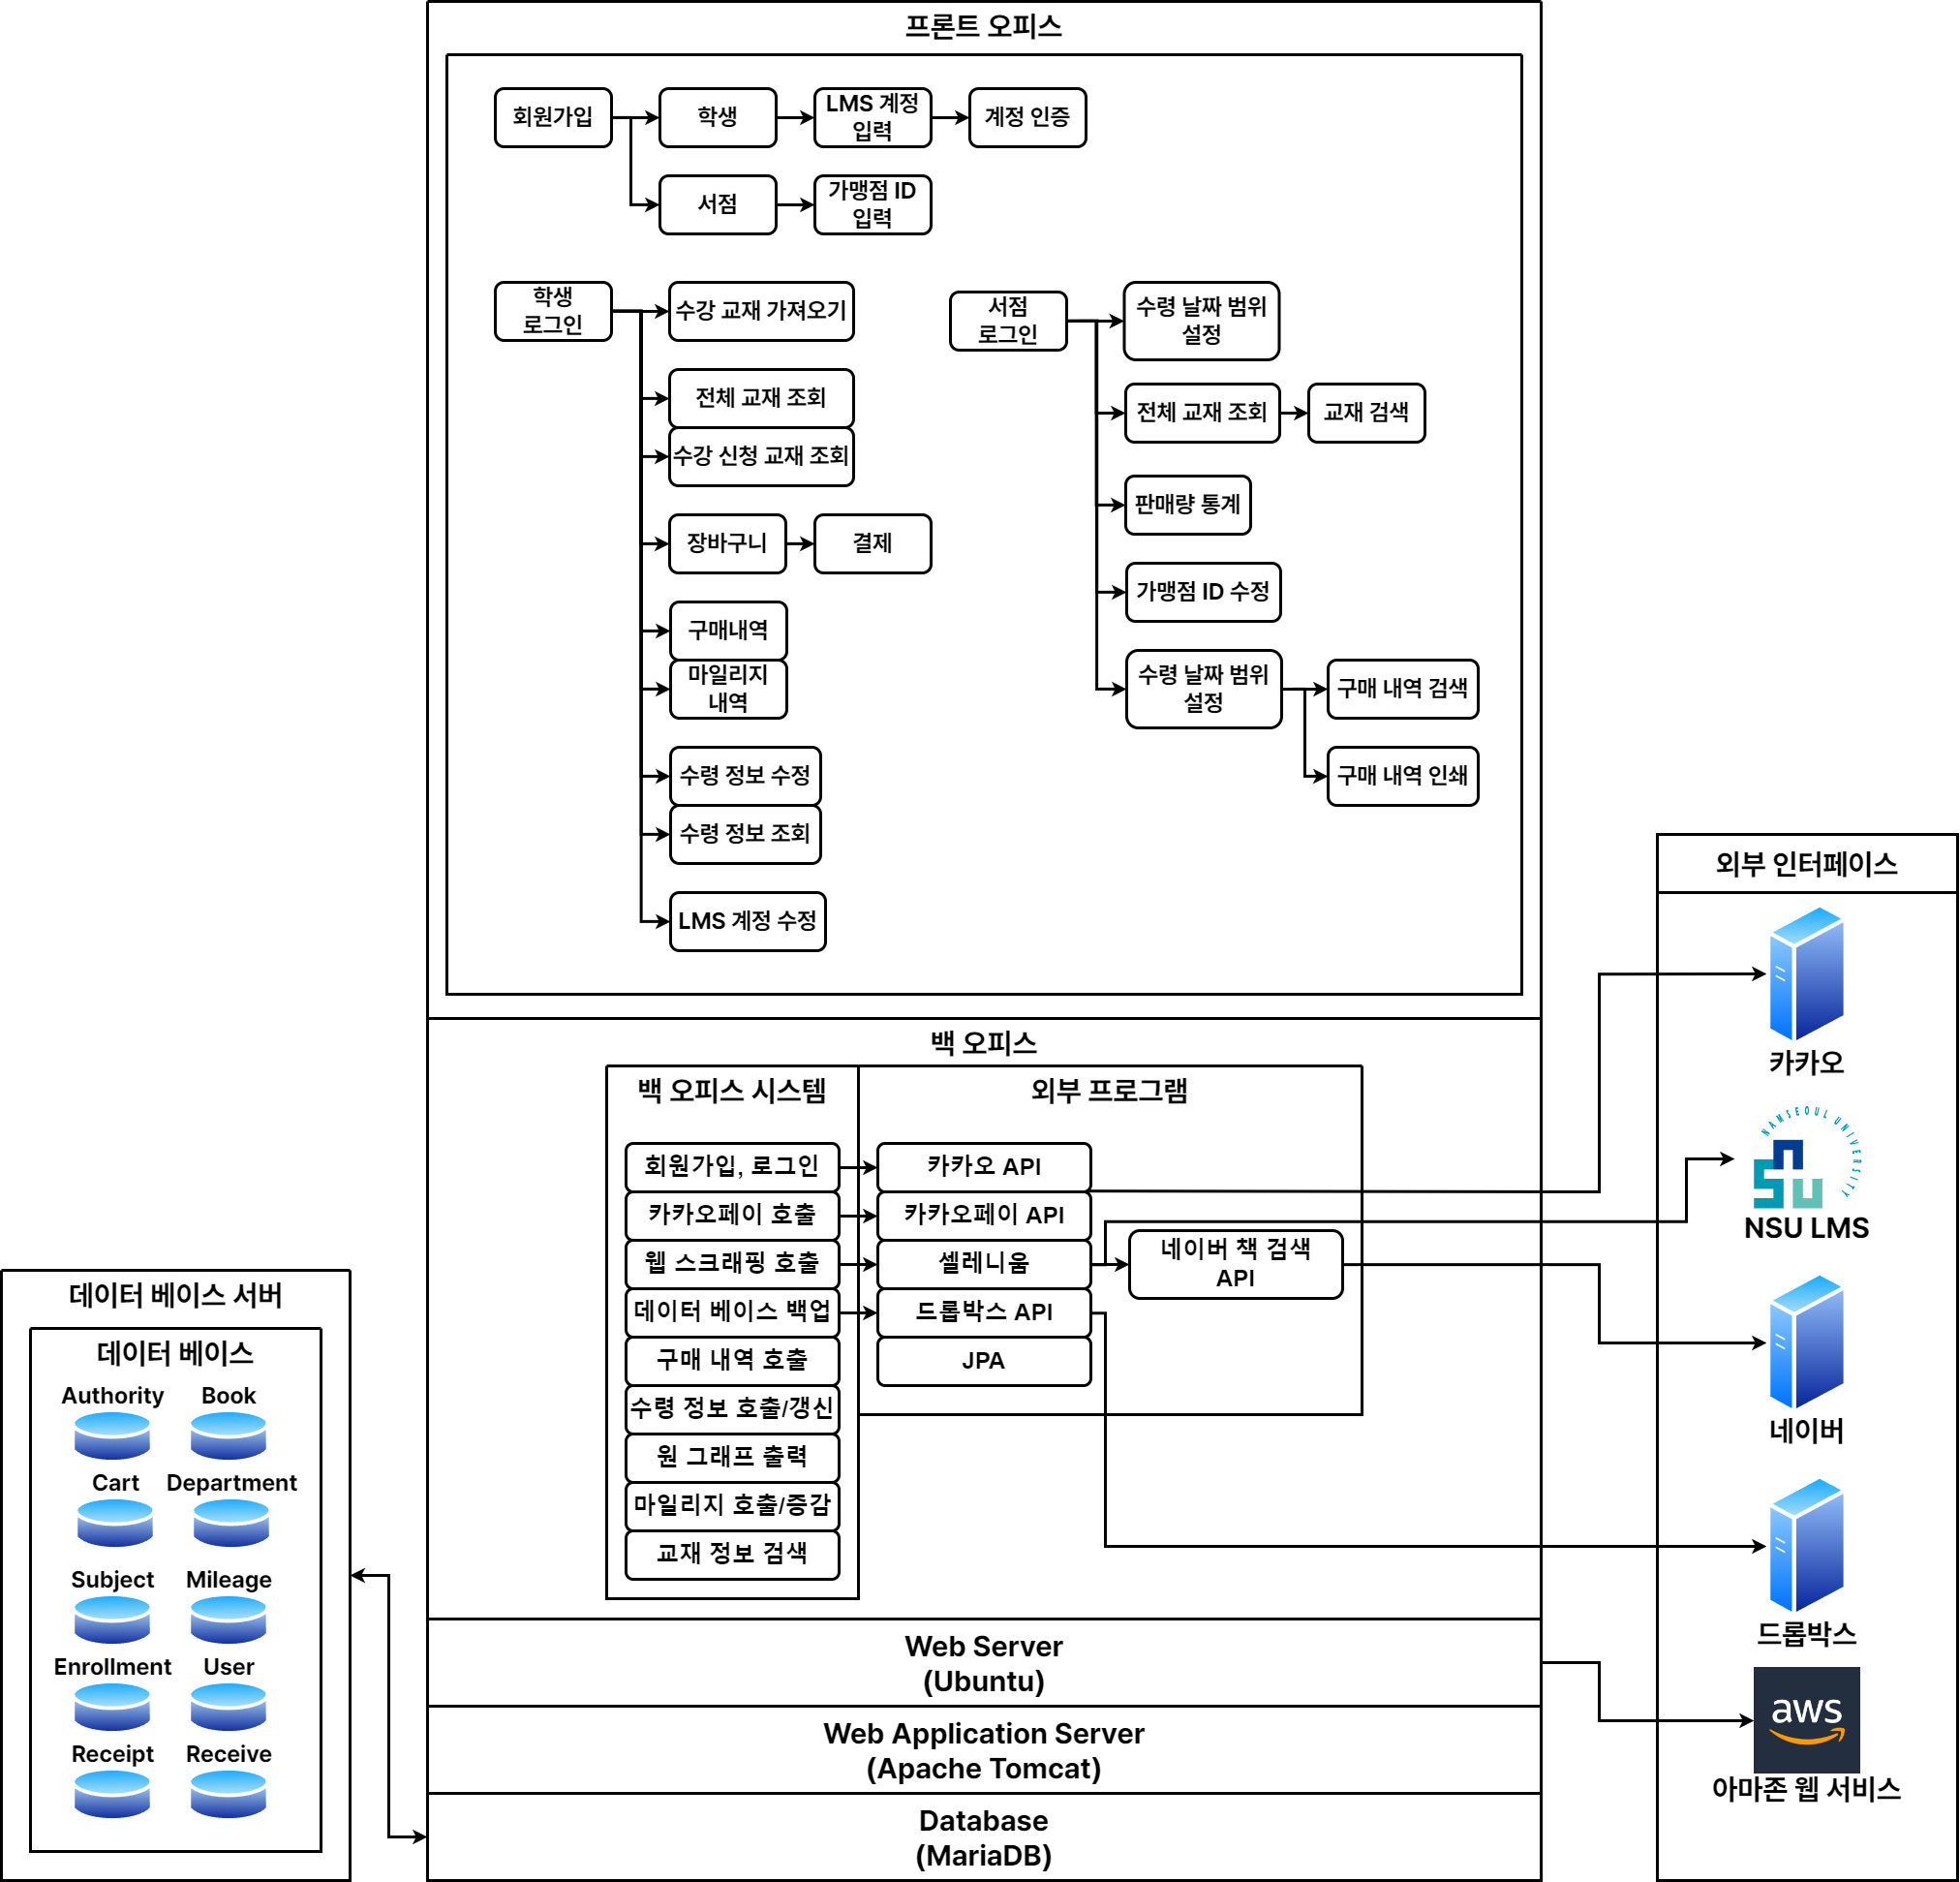 프론트 오피스
회원가입
학생
LMS 계정
입력
계정 인증
서점
가맹점 ID
입력
학생
로그인
수강 교재 가져오기
전체 교재 조회
수강 신청 교재 조회
장바구니
결제
구매내역
마일리지
내역
수령 정보 수정
수령 정보 조회
LMS 계정 수정
서점
로그인
수령 날짜 범위
설정
전체 교재 조회
교재 검색
판매량 통계
가맹점 ID 수정
수령 날짜 범위
설정
구매 내역 검색
구매 내역 인쇄
백 오피스
백 오피스 시스템
회원가입, 로그인
카카오페이 호출
웹 스크래핑 호출
데이터 베이스 백업
구매 내역 호출
수령 정보 호출/갱신
원 그래프 출력
마일리지 호출/증감
교재 정보 검색
외부 프로그램
카카오 API
카카오페이 API
셀레니움
드롭박스 API
JPA
네이버 책 검색
API
Web Server
(Ubuntu)
Web Application Server
(Apache Tomcat)
Database
(MariaDB)
데이터 베이스 서버
데이터 베이스
Authority
Book
Cart
Department
Subject
Mileage
Enrollment
User
Receipt
Receive
외부 인터페이스
카카오
NAMSEOUL UNIVERSITY
NSU LMS
네이버
드롭박스
aws
아마존 웹 서비스